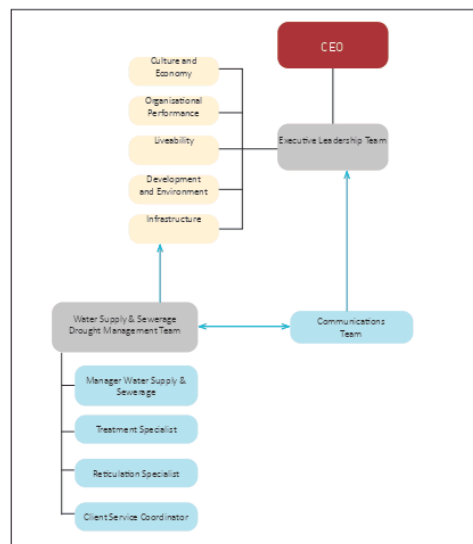 CEO
Culture and
Economy
Organisational
Performance
Executive Leadership Team
Liveability
Development
and Environment
Infrastructure
Water Supply & Sewerage
Drought Management Team
Communications
Team
Manager Water Supply &
Sewerage
Treatment Specialist
Reticulation Specialist
Client Service Coordinator